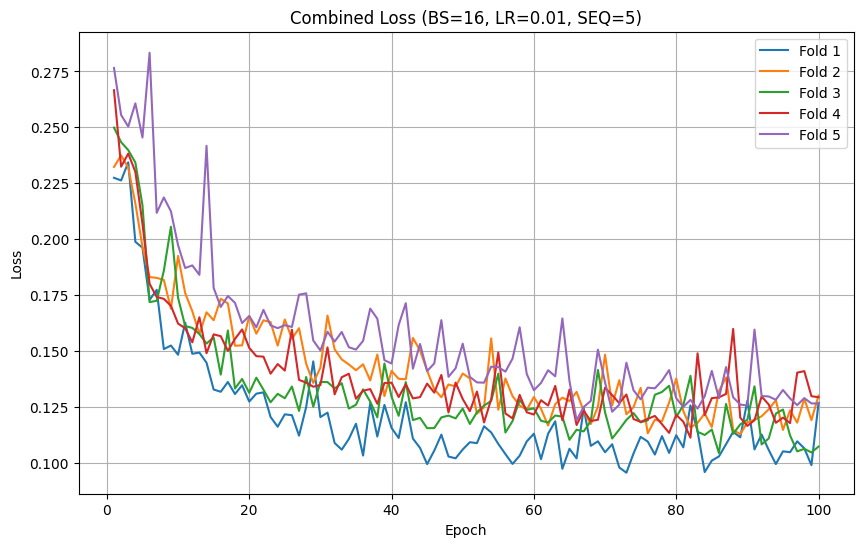 Combined Loss (BS=16, LR=0.01, SEQ=5)
Fold 1
Fold 2
Fold 3
Fold 4
Fold 5
0.275
0.250
0.225
0.200
0.175
0.150
0.125
0.100
Loss
0 20 40 60 80 100
Epoch